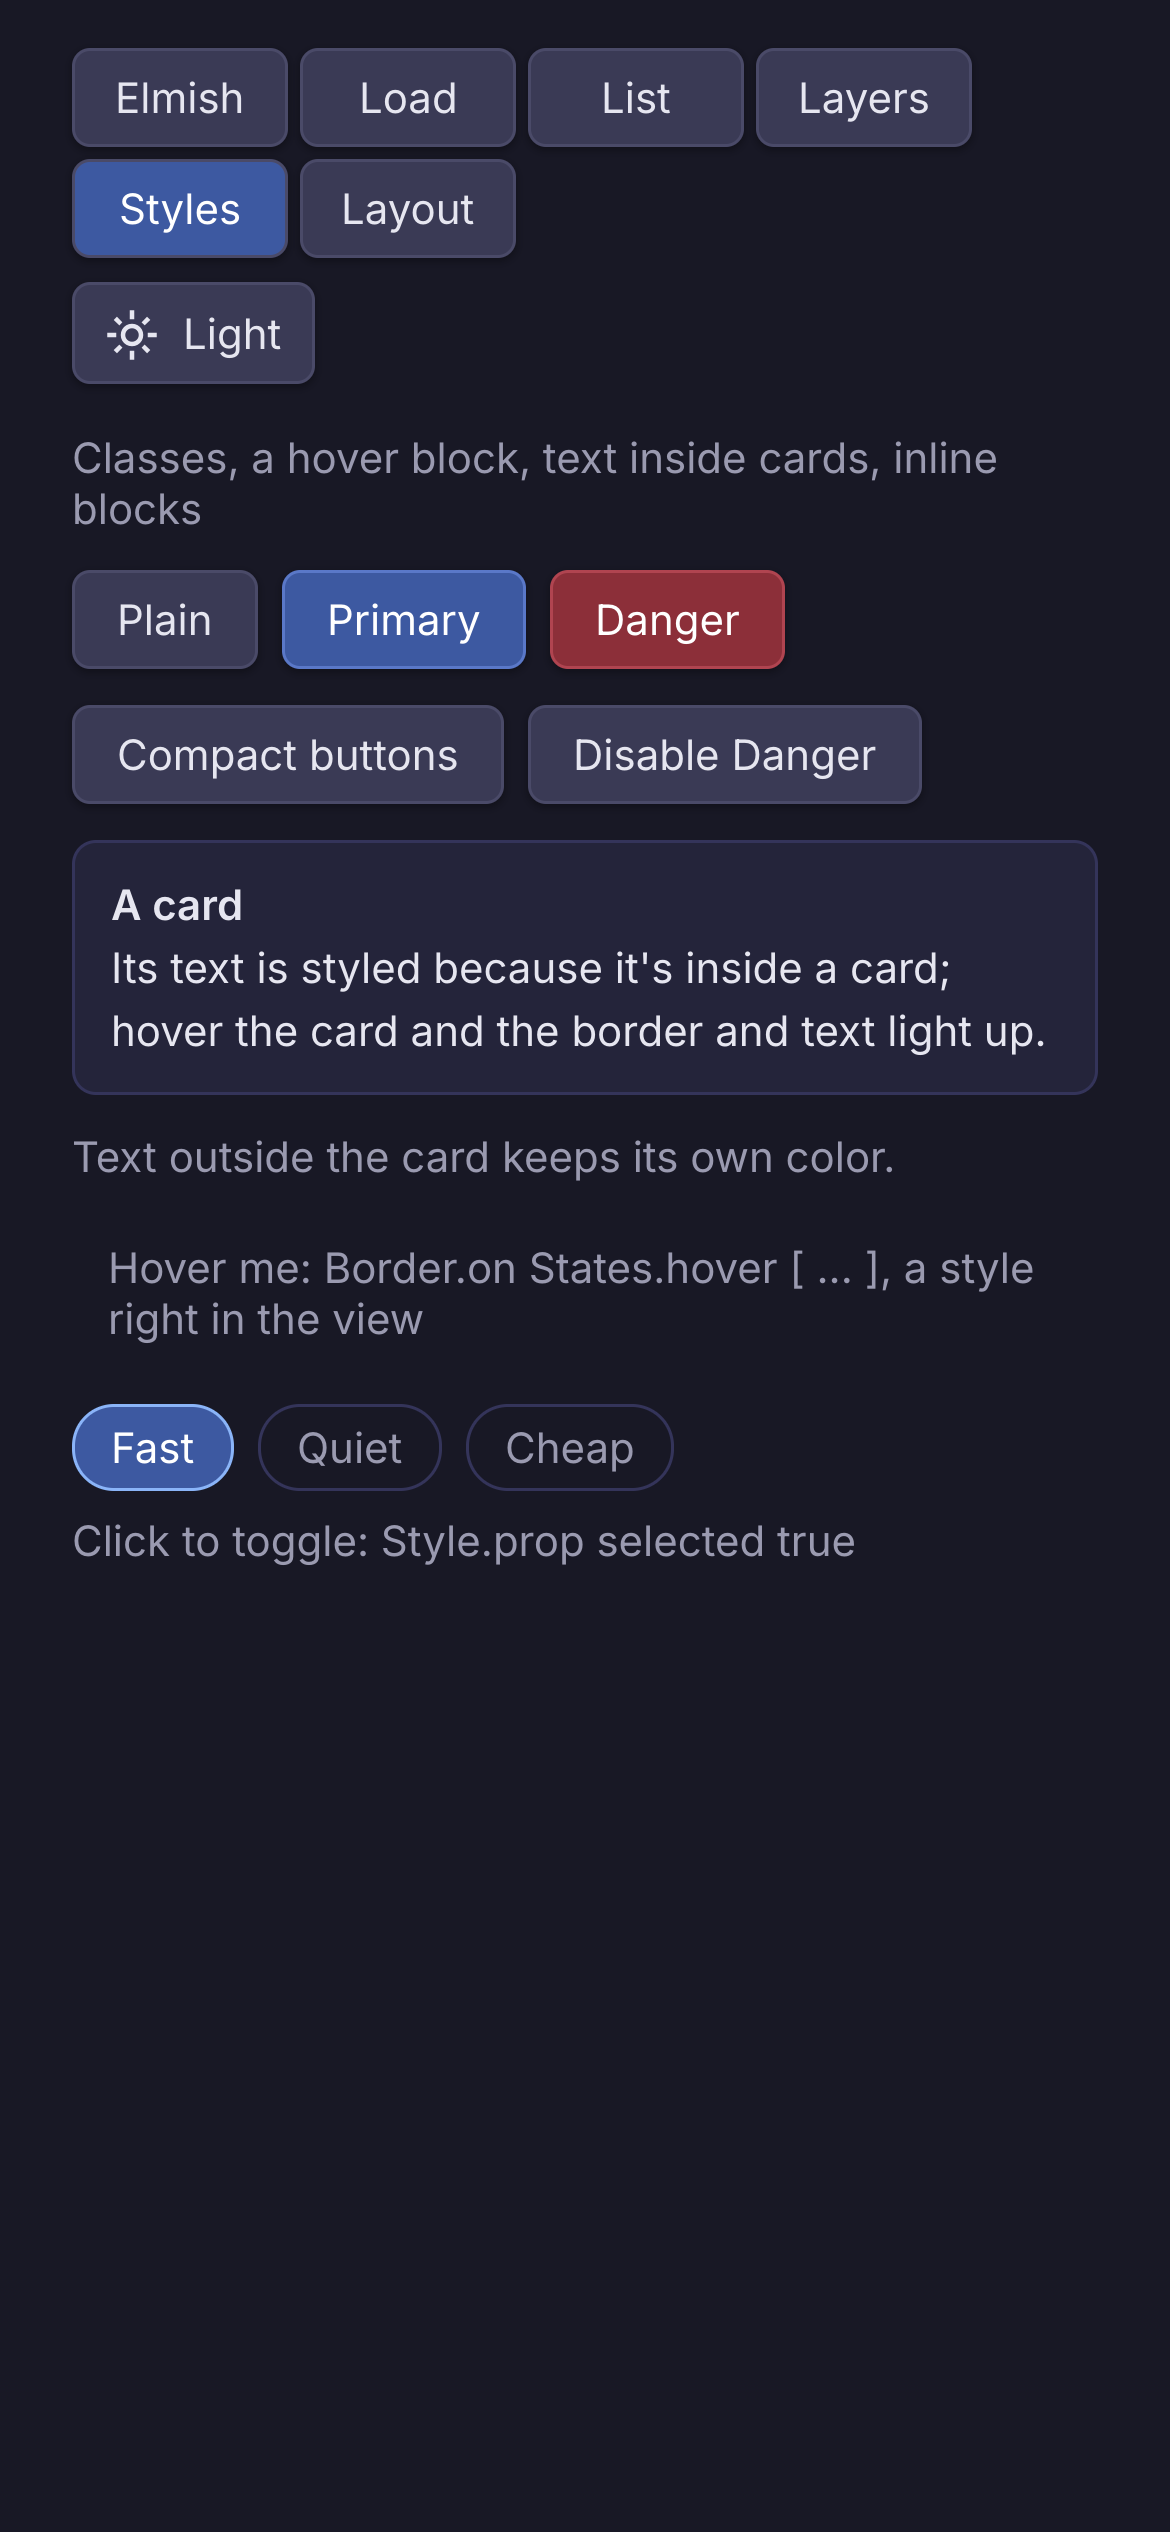 Elmish Load List Layers
Styles Layout
Light
Classes, a hover block, text inside cards, inline
blocks
Plain Primary Danger
Compact buttons Disable Danger
A card
Its text is styled because it's inside a card;
hover the card and the border and text light up.
Text outside the card keeps its own color.
Hover me: Border.on States.hover [ ... ], a style
right in the view
Fast Quiet Cheap
Click to toggle: Style.prop selected true